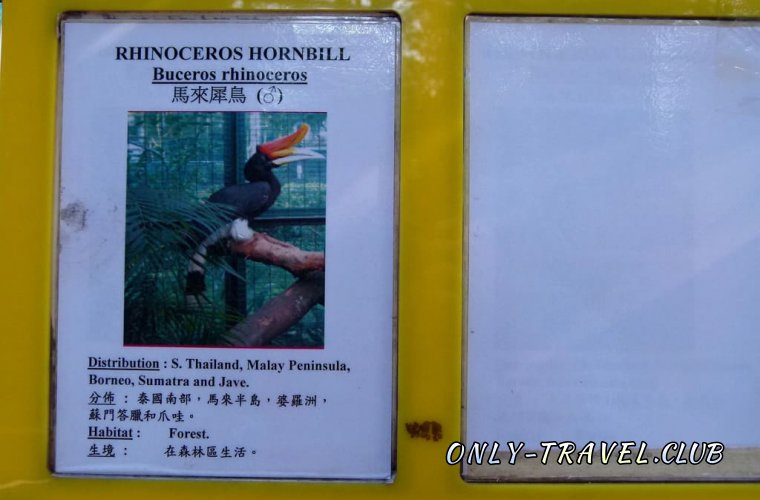 RHINOCEROS HORNBILL
Buceros rhinoceros
馬來犀鳥 (♂)
Distribution : S. Thailand, Malay Peninsula,
Borneo, Sumatra and Jave.
分佈 : 泰國南部，馬來半島，婆羅洲，
蘇門答臘和爪哇。
Habitat : Forest.
生境 : 在森林區生活。
ONLY-TRAVEL.CLUB